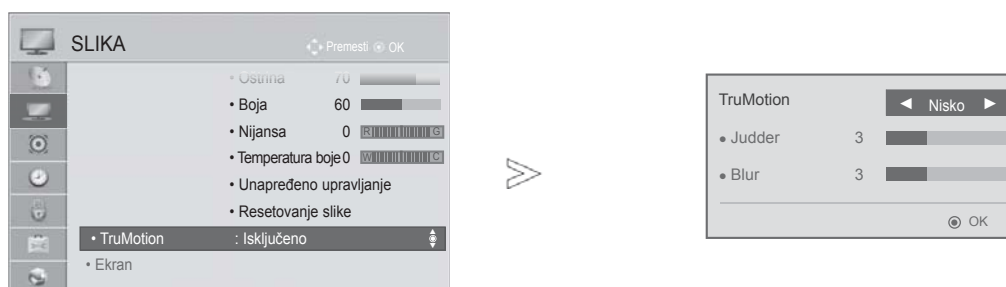 SLIKA
Premesti OK
• Oštrina 70
• Boja 60
• Nijansa 0 R G
• Temperatura boje 0 W C
• Unapređeno upravljanje
• Resetovanje slike
• TruMotion : Isključeno
• Ekran
TruMotion ◄ Nisko ►
• Judder 3
• Blur 3
OK